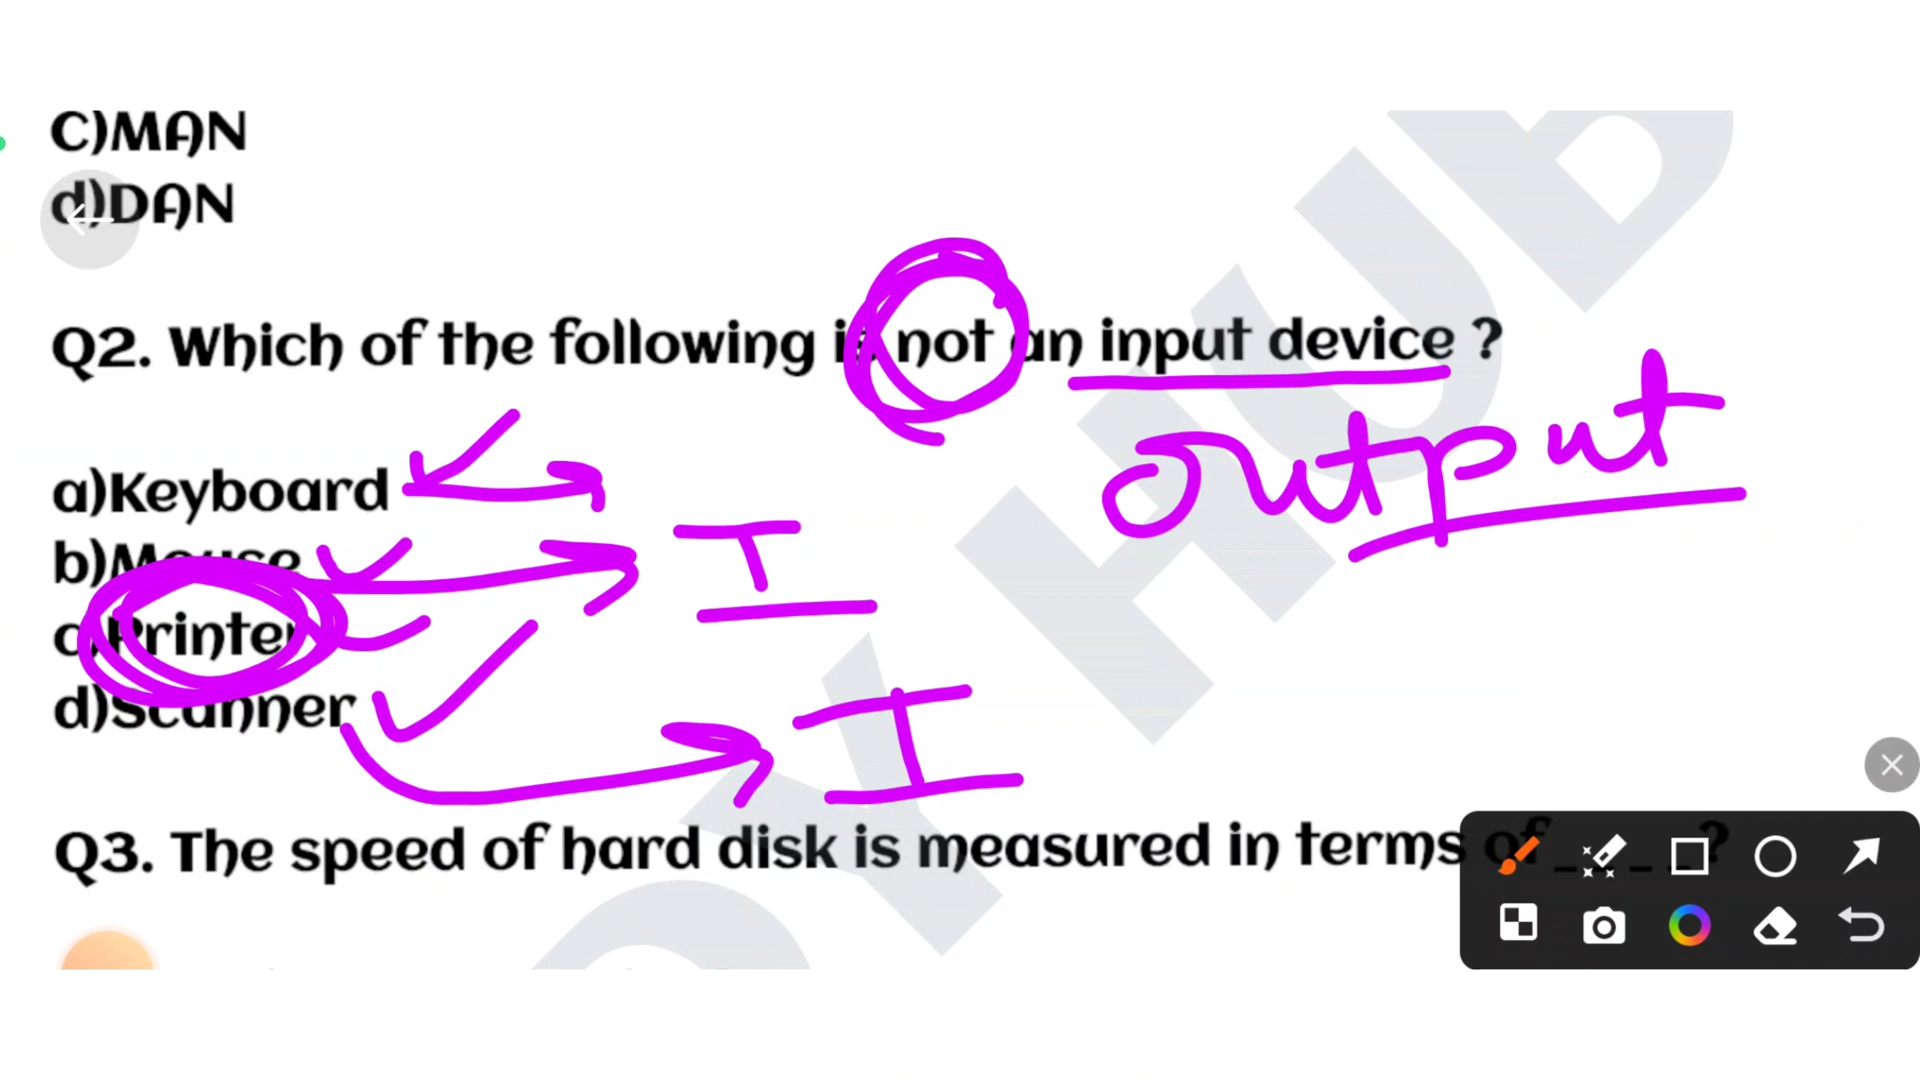 C)MAN
d)DAN
Q2. Which of the following is not an input device ?
output
a)Keyboard
b)Mouse
I
c)Printer
d)Scanner
I
Q3. The speed of hard disk is measured in terms of _ _ _ _?
HUB